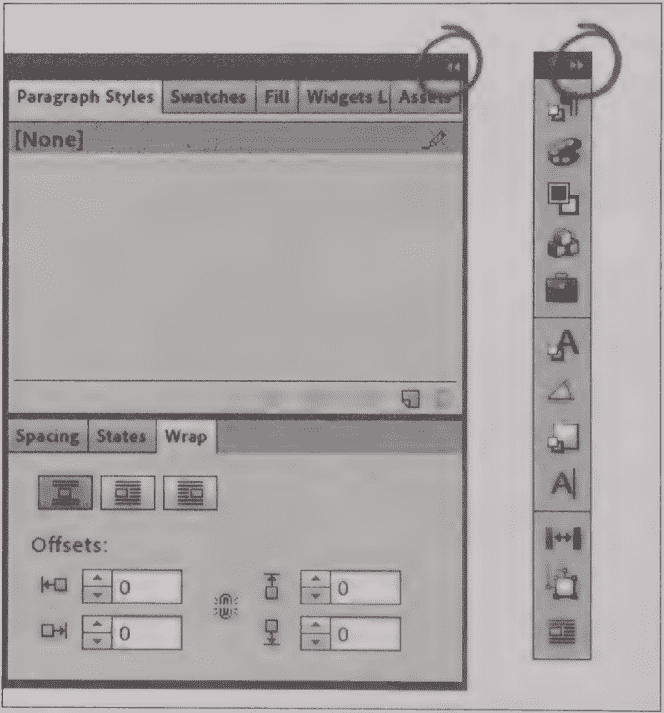 Paragraph Styles Swatches Fill Widgets L Assets
[None]
Spacing States Wrap
Offsets:
0 0
0 0